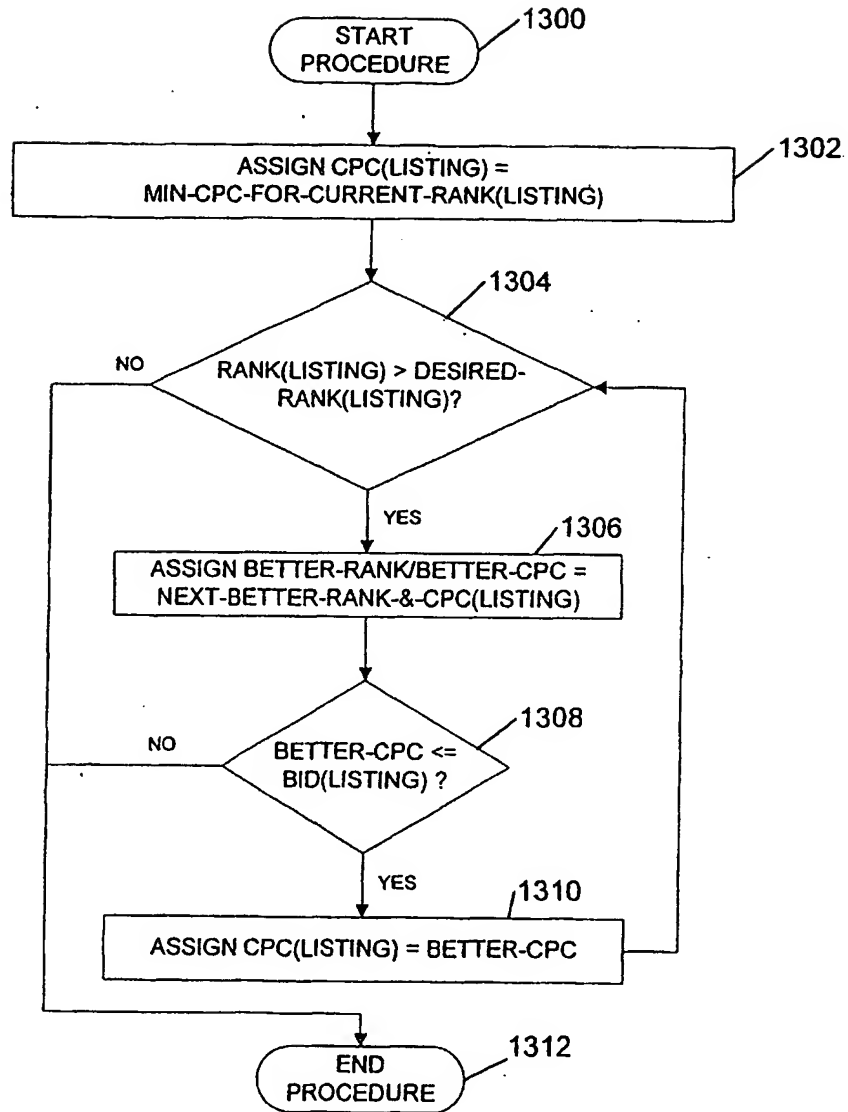 START
PROCEDURE
1300
ASSIGN CPC(LISTING) =
MIN-CPC-FOR-CURRENT-RANK(LISTING)
1302
1304
NO
RANK(LISTING) > DESIRED-
RANK(LISTING)?
YES
1306
ASSIGN BETTER-RANK/BETTER-CPC =
NEXT-BETTER-RANK-&-CPC(LISTING)
1308
NO
BETTER-CPC <=
BID(LISTING) ?
YES
1310
ASSIGN CPC(LISTING) = BETTER-CPC
END
PROCEDURE
1312